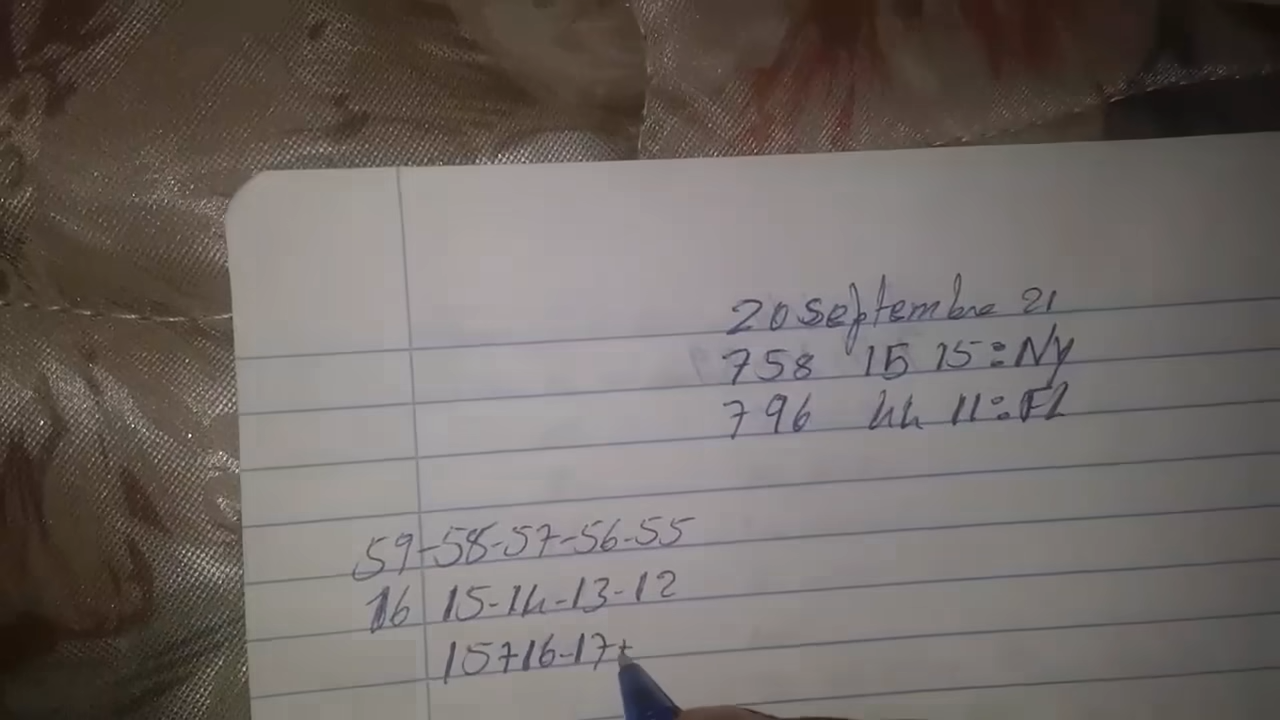 20 septembre 21
758 15 15:NY
796 44 11:FL
59-58-57-56-55
16 15-14-13-12
15+16-17+